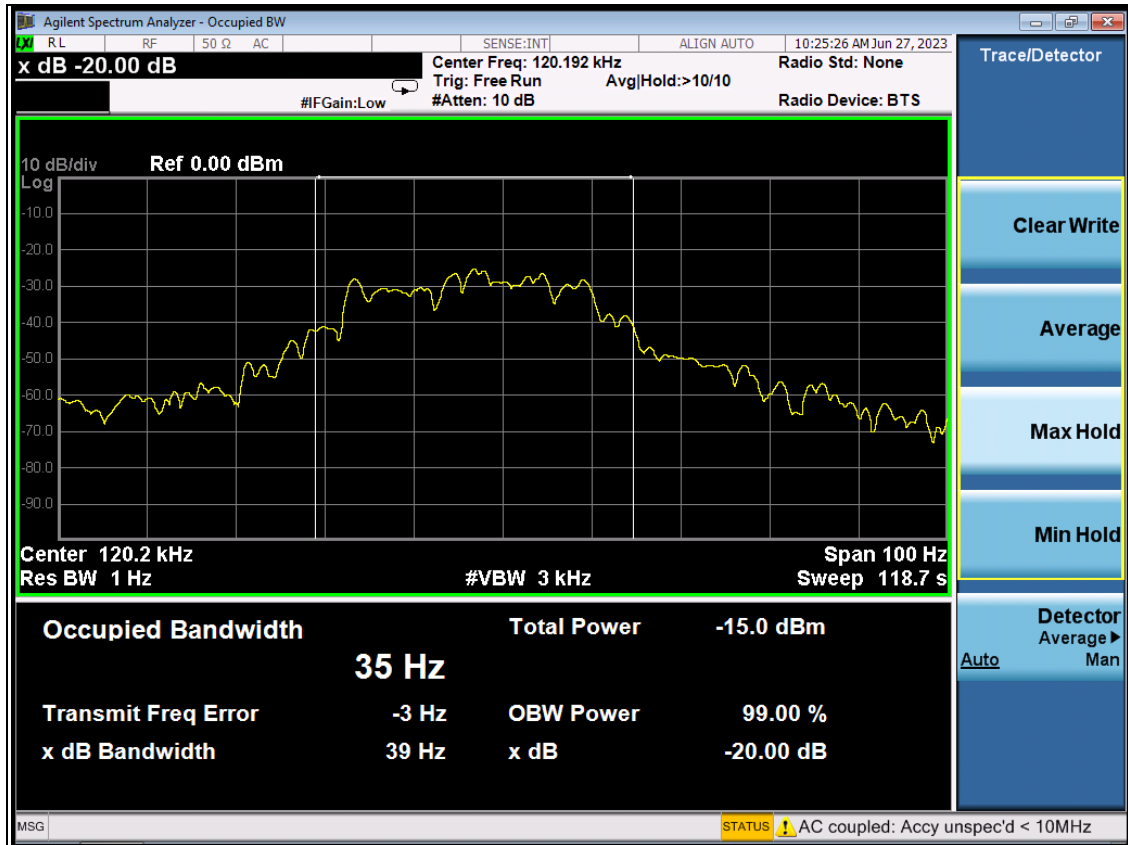 Agilent Spectrum Analyzer - Occupied BW
LXI RL RF 50 Ω AC SENSE:INT ALIGN AUTO 10:25:26 AM Jun 27, 2023
x dB -20.00 dB
Center Freq: 120.192 kHz
Radio Std: None
Trig: Free Run Avg|Hold:>10/10
#IFGain:Low
#Atten: 10 dB
Radio Device: BTS
10 dB/div Ref 0.00 dBm
Log
-10.0
-20.0
-30.0
-40.0
-50.0
-60.0
-70.0
-80.0
-90.0
Center 120.2 kHz
Span 100 Hz
Res BW 1 Hz
#VBW 3 kHz
Sweep 118.7 s
Occupied Bandwidth
Total Power -15.0 dBm
35 Hz
Transmit Freq Error -3 Hz
OBW Power 99.00 %
x dB Bandwidth 39 Hz
x dB -20.00 dB
Trace/Detector
Clear Write
Average
Max Hold
Min Hold
Detector
Average
Auto Man
MSG
STATUS
AC coupled: Accy unspec'd < 10MHz